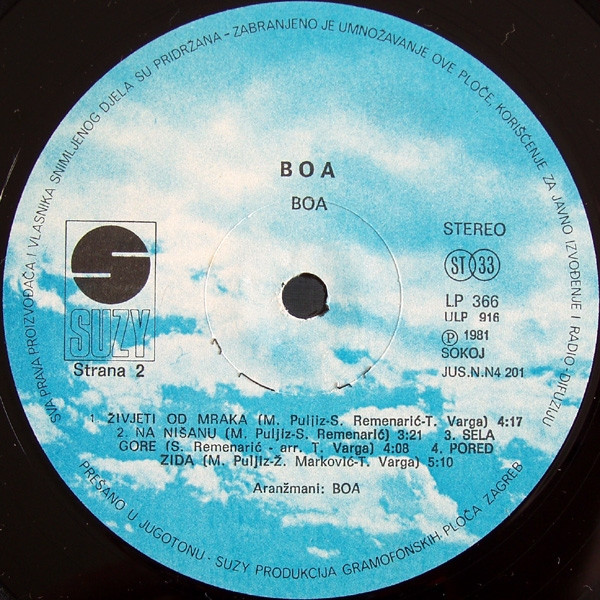 SVA PRAVA PROIZVOĐAČA I VLASNIKA SNIMLJENOG DJELA SU PRIDRŽANA - ZABRANJENO JE UMNOŽAVANJE OVE PLOČE, KORIŠĆENJE ZA JAVNO IZVOĐENJE I RADIO-DIFUZIJU
BOA
BOA
STEREO
ST 33
LP 366
ULP 916
Ⓟ 1981
SOKOJ
JUS.N.N4 201
SUZY
Strana 2
1. ŽIVJETI OD MRAKA (M. Puljiz-S. Remenarić-T. Varga) 4:17
2. NA NIŠANU (M. Puljiz-S. Remenarić) 3:21 3. SELA
GORE (S. Remenarić - arr. T. Varga) 4:08 4. PORED
ZIDA (M. Puljiz-Ž. Marković-T. Varga) 5:10
Aranžmani: BOA
PREŠANO U JUGOTONU - SUZY PRODUKCIJA GRAMOFONSKIH PLOČA ZAGREB